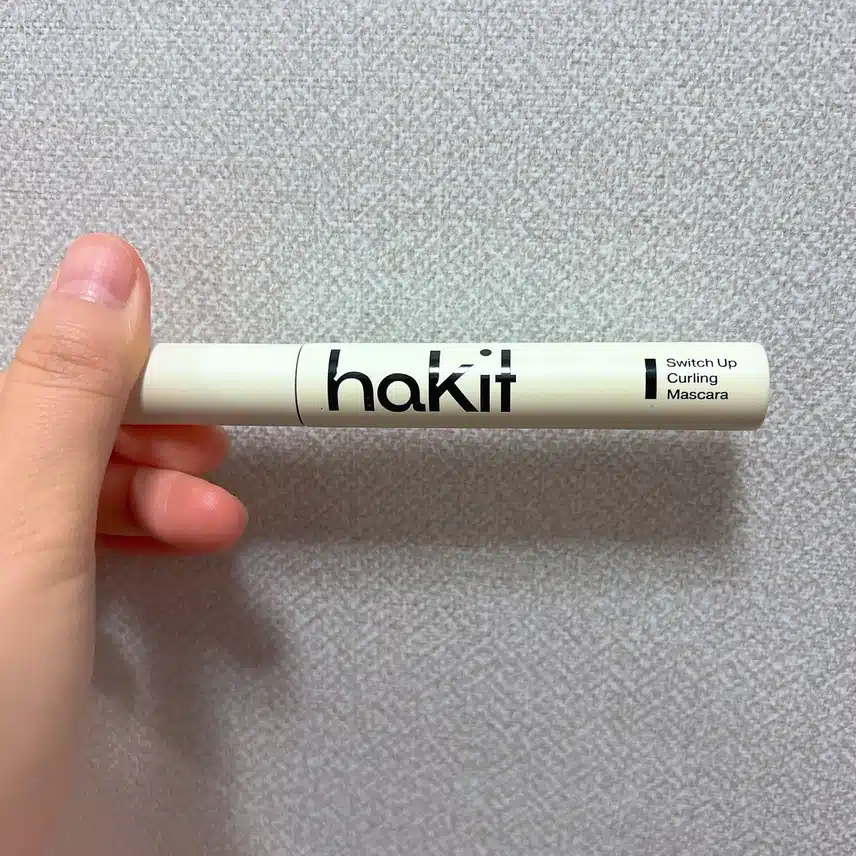 hakit
Switch Up
Curling
Mascara